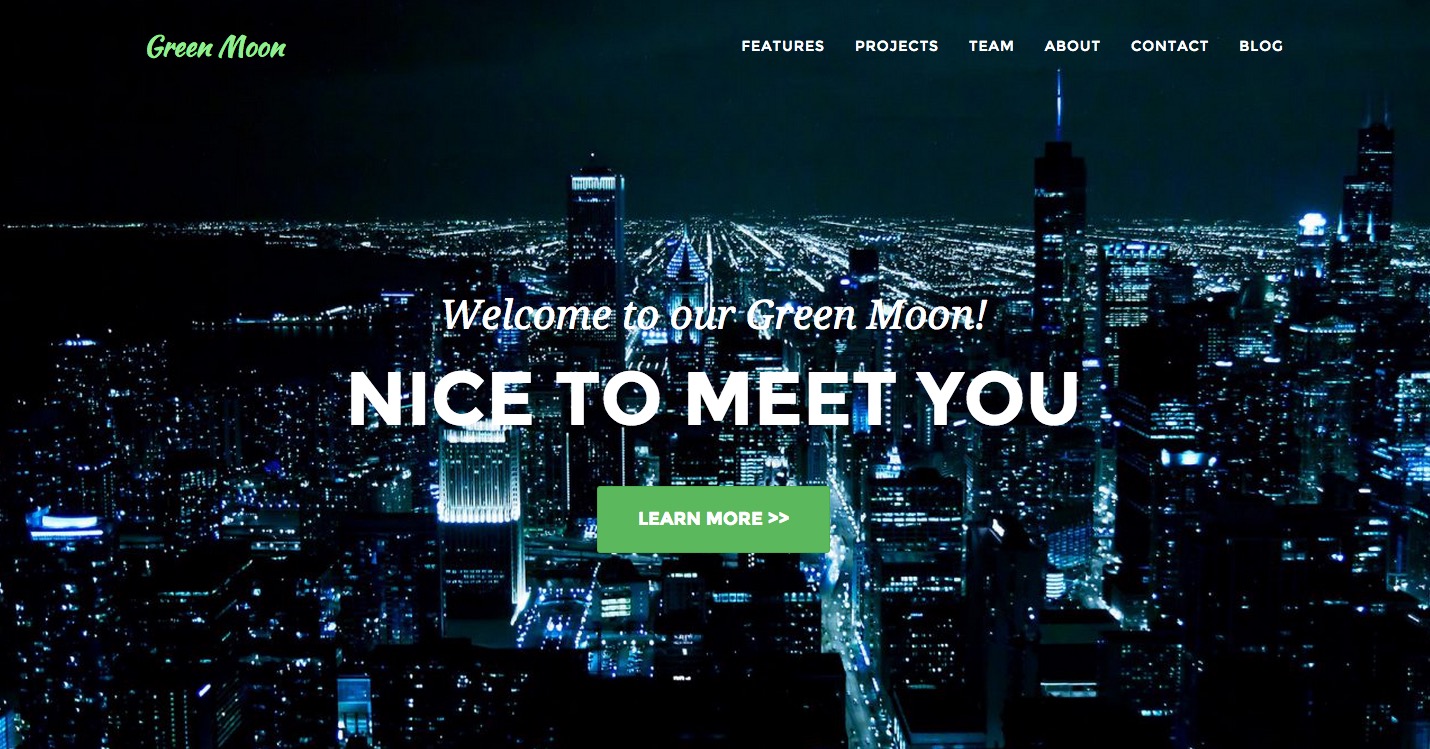 Green Moon
FEATURES PROJECTS TEAM ABOUT CONTACT BLOG
Welcome to our Green Moon!
NICE TO MEET YOU
LEARN MORE >>